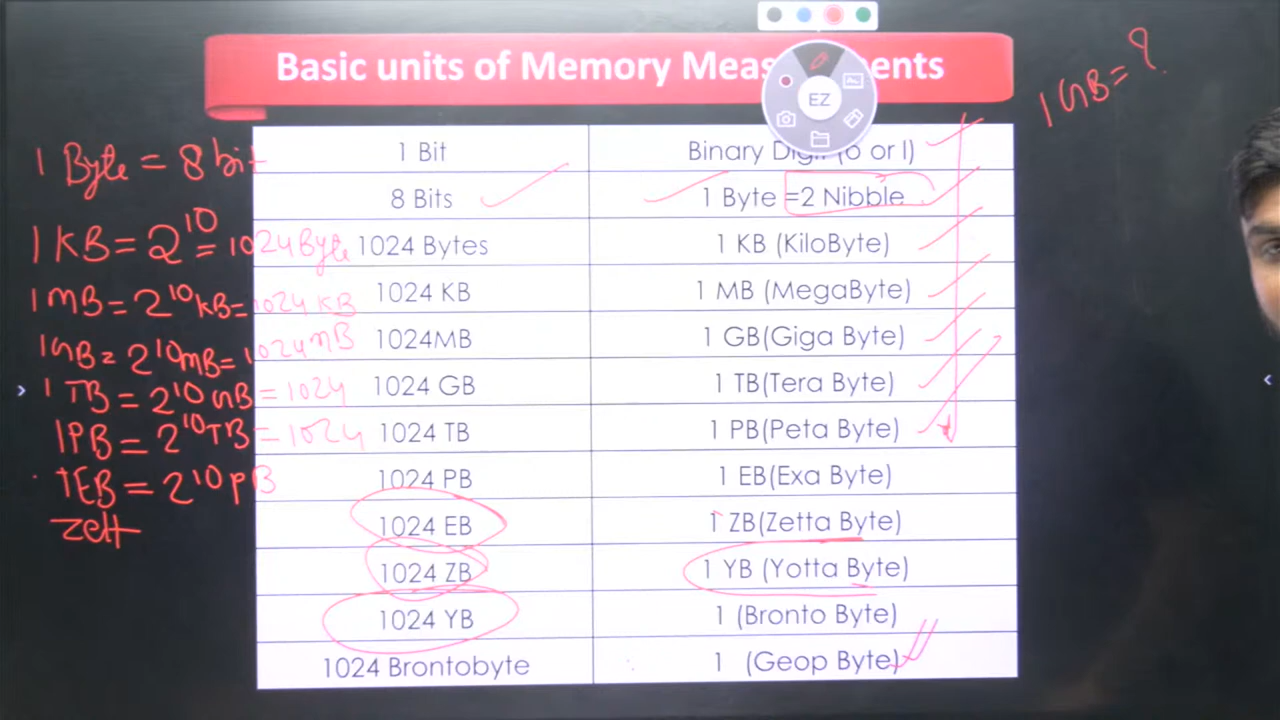 Basic units of Memory Meas ents
EZ
1 GB = ?
1 Byte = 8 bit
1 Bit
Binary Digit (0 or I)
8 Bits
1 Byte =2 Nibble
1 KB = 2^10 = 1024 Byte
1024 Bytes
1 KB (KiloByte)
1 MB = 2^10 KB = 1024 KB
1024 KB
1 MB (MegaByte)
1 GB = 2^10 MB = 1024 MB
1024MB
1 GB(Giga Byte)
1 TB = 2^10 GB = 1024
1024 GB
1 TB(Tera Byte)
1 PB = 2^10 TB = 1024
1024 TB
1 PB(Peta Byte)
1 EB = 2^10 PB
1024 PB
1 EB(Exa Byte)
Zett
1024 EB
1 ZB(Zetta Byte)
1024 ZB
1 YB (Yotta Byte)
1024 YB
1 (Bronto Byte)
1024 Brontobyte
1 (Geop Byte)